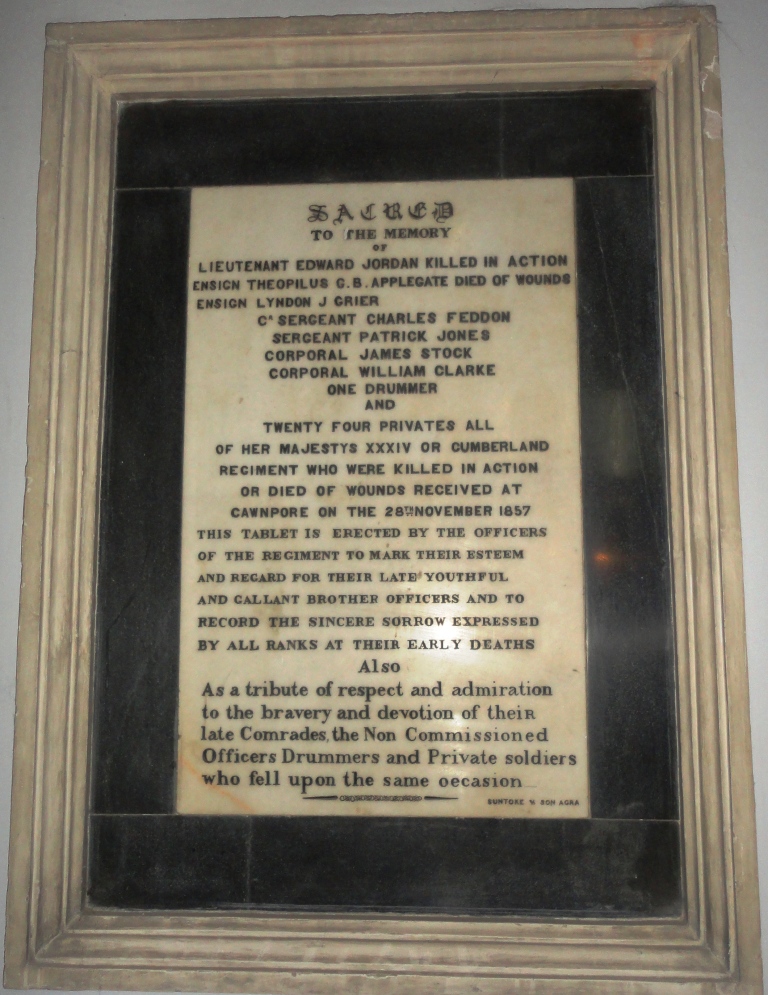 SACRED
TO THE MEMORY
OF
LIEUTENANT EDWARD JORDAN KILLED IN ACTION
ENSIGN THEOPILUS G.B. APPLEGATE DIED OF WOUNDS
ENSIGN LYNDON J GRIER
Cᴿ SERGEANT CHARLES FEDDON
SERGEANT PATRICK JONES
CORPORAL JAMES STOCK
CORPORAL WILLIAM CLARKE
ONE DRUMMER
AND
TWENTY FOUR PRIVATES ALL
OF HER MAJESTYS XXXIV OR CUMBERLAND
REGIMENT WHO WERE KILLED IN ACTION
OR DIED OF WOUNDS RECEIVED AT
CAWNPORE ON THE 28TH NOVEMBER 1857
THIS TABLET IS ERECTED BY THE OFFICERS
OF THE REGIMENT TO MARK THEIR ESTEEM
AND REGARD FOR THEIR LATE YOUTHFUL
AND GALLANT BROTHER OFFICERS AND TO
RECORD THE SINCERE SORROW EXPRESSED
BY ALL RANKS AT THEIR EARLY DEATHS
Also
As a tribute of respect and admiration
to the bravery and devotion of theiR
late Comrades, the Non Commissioned
Officers Drummers and Private soldiers
who fell upon the same oecasion
SON AGRA